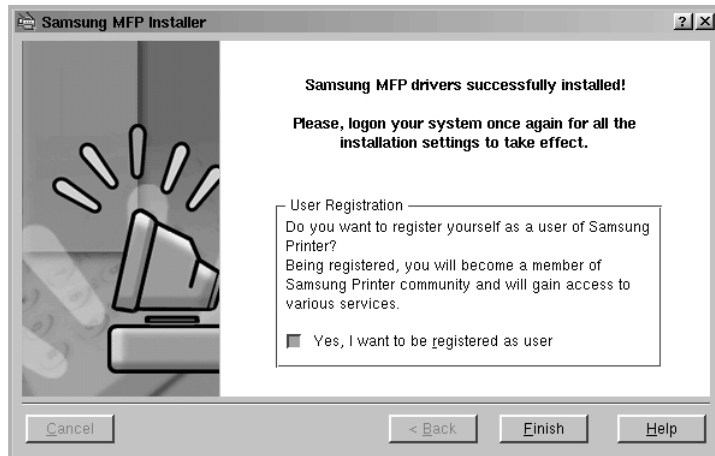 Samsung MFP Installer
Samsung MFP drivers successfully installed!
Please, logon your system once again for all the
installation settings to take effect.
User Registration
Do you want to register yourself as a user of Samsung
Printer?
Being registered, you will become a member of
Samsung Printer community and will gain access to
various services.
Yes, I want to be registered as user
Cancel
< Back
Finish
Help